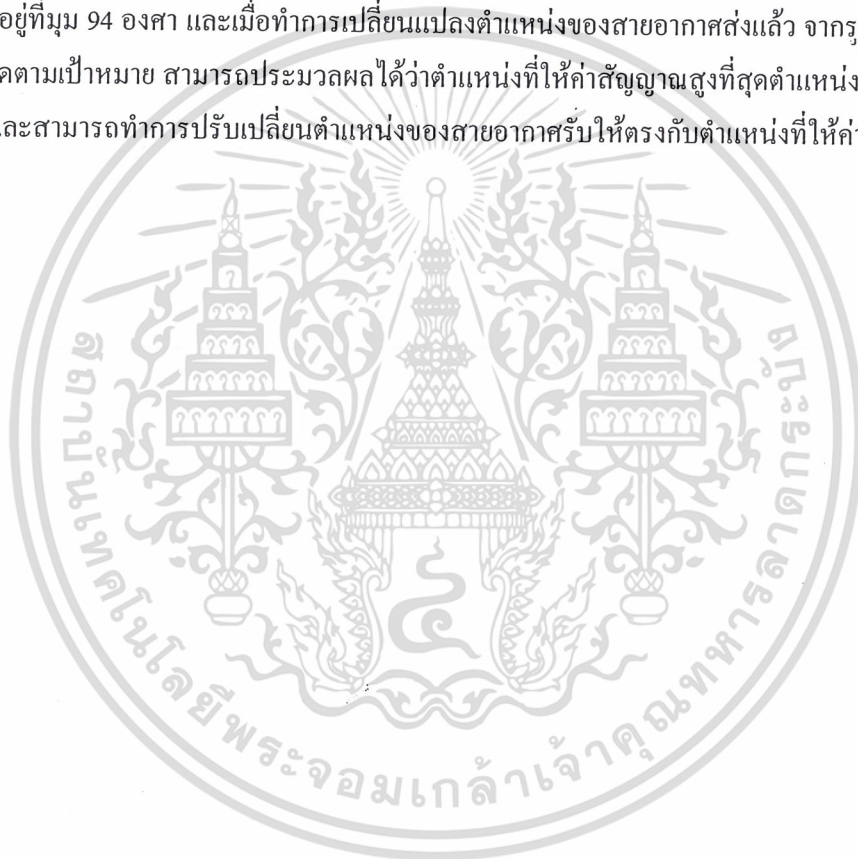 อยู่ที่มุม 94 องศา และเมื่อทำการเปลี่ยนแปลงตำแหน่งของสายอากาศส่งแล้ว จาก
ตามเป้าหมาย สามารถประมวลผลได้ว่าตำแหน่งที่ให้ค่าสัญญาณสูงที่สุดตำแหน่ง
และสามารถทำการปรับเปลี่ยนตำแหน่งของสายอากาศรับให้ตรงกับตำแหน่งที่ให้ค่า
สถาบันเทคโนโลยีพระจอมเกล้าเจ้าคุณทหารลาดกระบัง